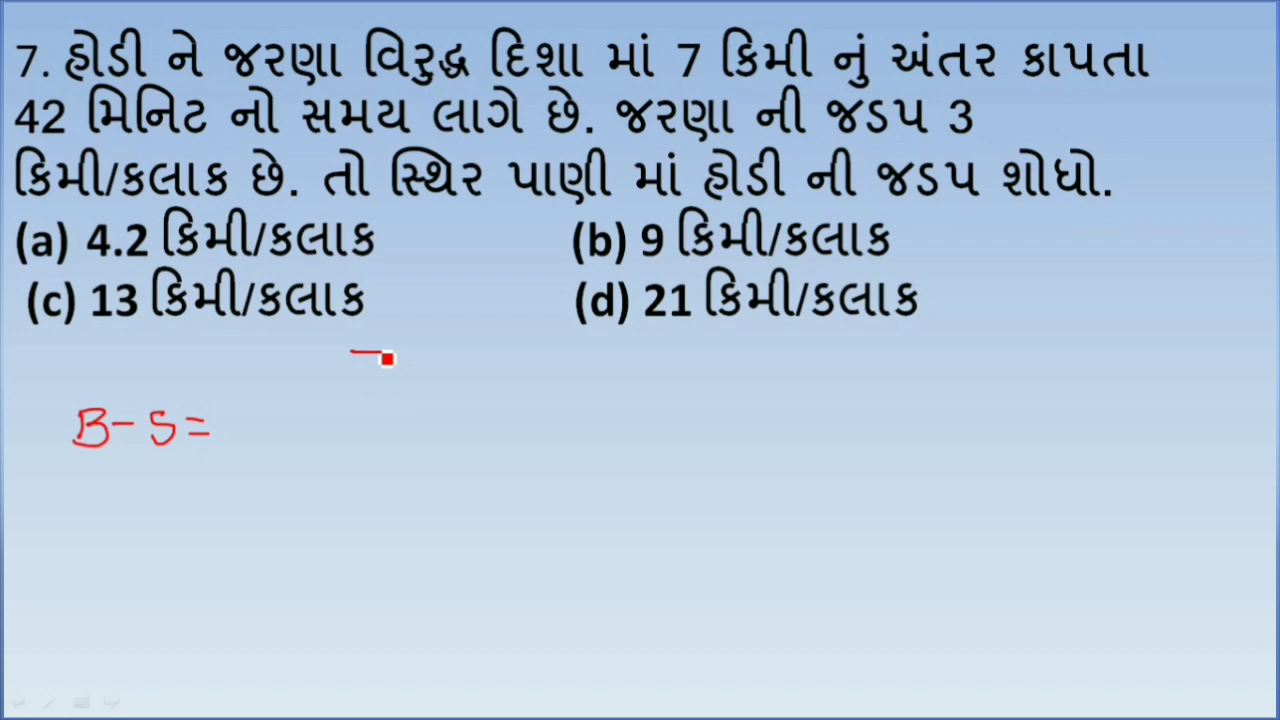 7. હોડી ને જરણા વિરુદ્ધ દિશા માં 7 કિમી નું અંતર કાપતા
42 મિનિટ નો સમય લાગે છે. જરણા ની જડપ 3
કિમી/કલાક છે. તો સ્થિર પાણી માં હોડી ની જડપ શોધો.
(a) 4.2 કિમી/કલાક (b) 9 કિમી/કલાક
(c) 13 કિમી/કલાક (d) 21 કિમી/કલાક
B - S =